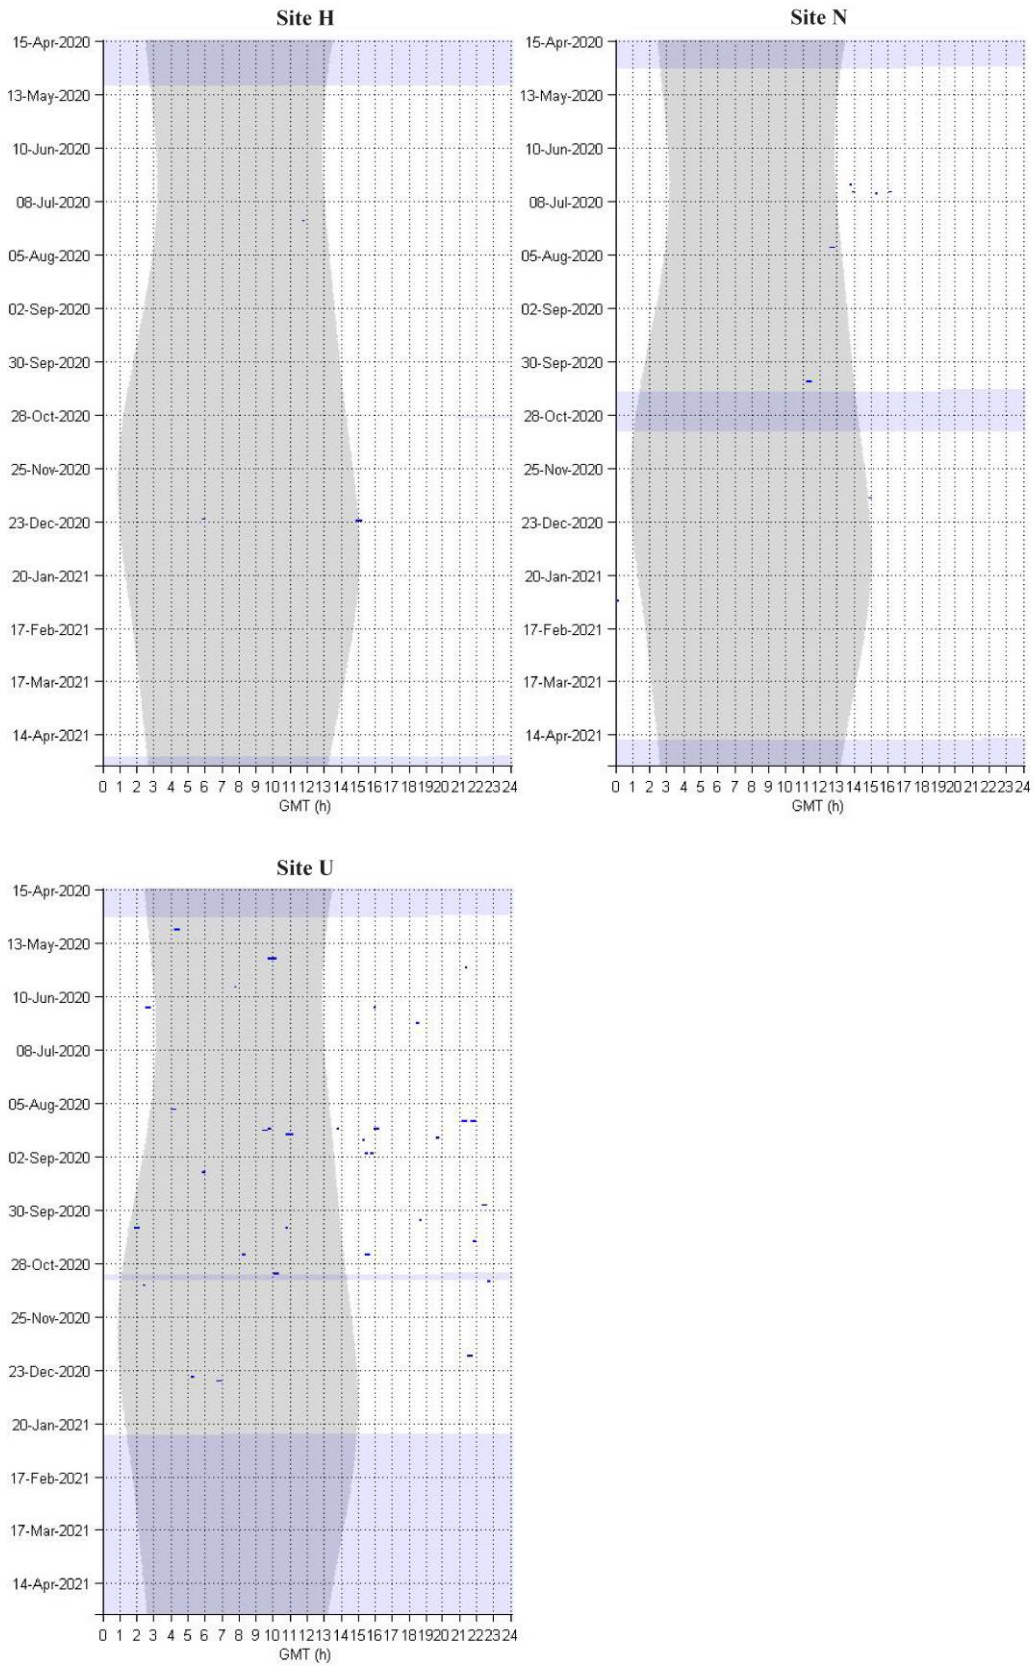 Site H
15-Apr-2020
13-May-2020
10-Jun-2020
08-Jul-2020
05-Aug-2020
02-Sep-2020
30-Sep-2020
28-Oct-2020
25-Nov-2020
23-Dec-2020
20-Jan-2021
17-Feb-2021
17-Mar-2021
14-Apr-2021
0 1 2 3 4 5 6 7 8 9 10 11 12 13 14 15 16 17 18 19 20 21 22 23 24
GMT (h)
Site N
15-Apr-2020
13-May-2020
10-Jun-2020
08-Jul-2020
05-Aug-2020
02-Sep-2020
30-Sep-2020
28-Oct-2020
25-Nov-2020
23-Dec-2020
20-Jan-2021
17-Feb-2021
17-Mar-2021
14-Apr-2021
0 1 2 3 4 5 6 7 8 9 10 11 12 13 14 15 16 17 18 19 20 21 22 23 24
GMT (h)
Site U
15-Apr-2020
13-May-2020
10-Jun-2020
08-Jul-2020
05-Aug-2020
02-Sep-2020
30-Sep-2020
28-Oct-2020
25-Nov-2020
23-Dec-2020
20-Jan-2021
17-Feb-2021
17-Mar-2021
14-Apr-2021
0 1 2 3 4 5 6 7 8 9 10 11 12 13 14 15 16 17 18 19 20 21 22 23 24
GMT (h)